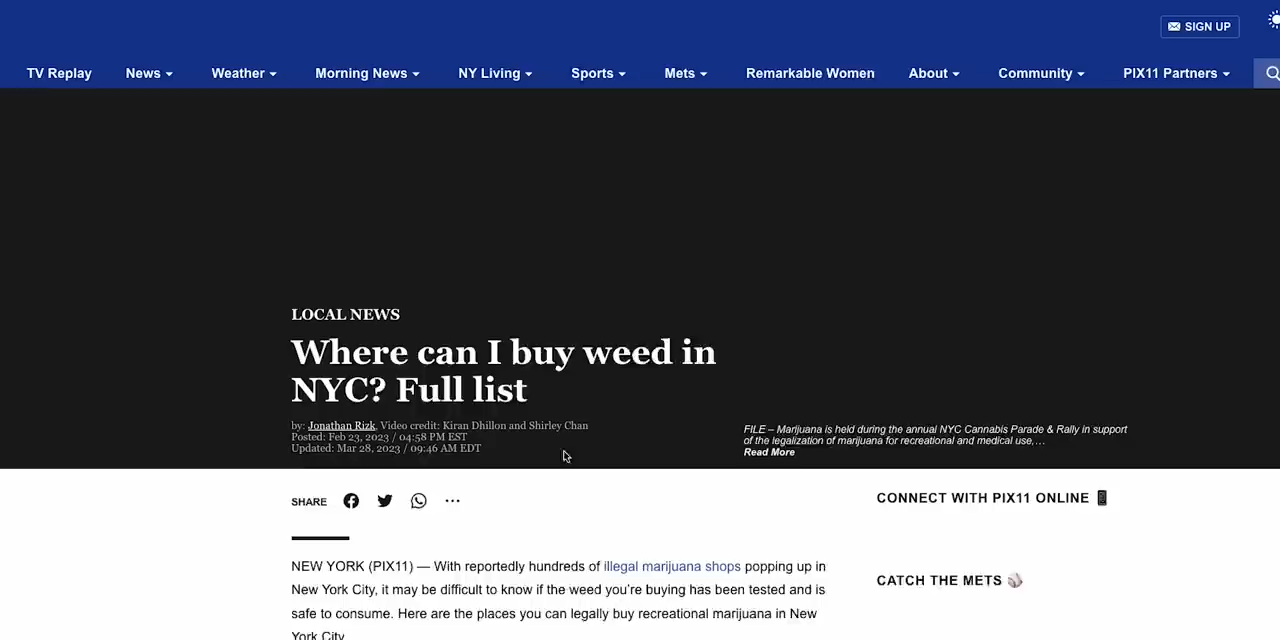 SIGN UP
TV Replay
News
Weather
Morning News
NY Living
Sports
Mets
Remarkable Women
About
Community
PIX11 Partners
LOCAL NEWS
Where can I buy weed in
NYC? Full list
by: Jonathan Rizk, Video credit: Kiran Dhillon and Shirley Chan
Posted: Feb 23, 2023 / 04:58 PM EST
Updated: Mar 28, 2023 / 09:46 AM EDT
FILE – Marijuana is held during the annual NYC Cannabis Parade & Rally in support
of the legalization of marijuana for recreational and medical use,…
Read More
SHARE
CONNECT WITH PIX11 ONLINE
CATCH THE METS
NEW YORK (PIX11) — With reportedly hundreds of illegal marijuana shops popping up in
New York City, it may be difficult to know if the weed you’re buying has been tested and is
safe to consume. Here are the places you can legally buy recreational marijuana in New
York City.